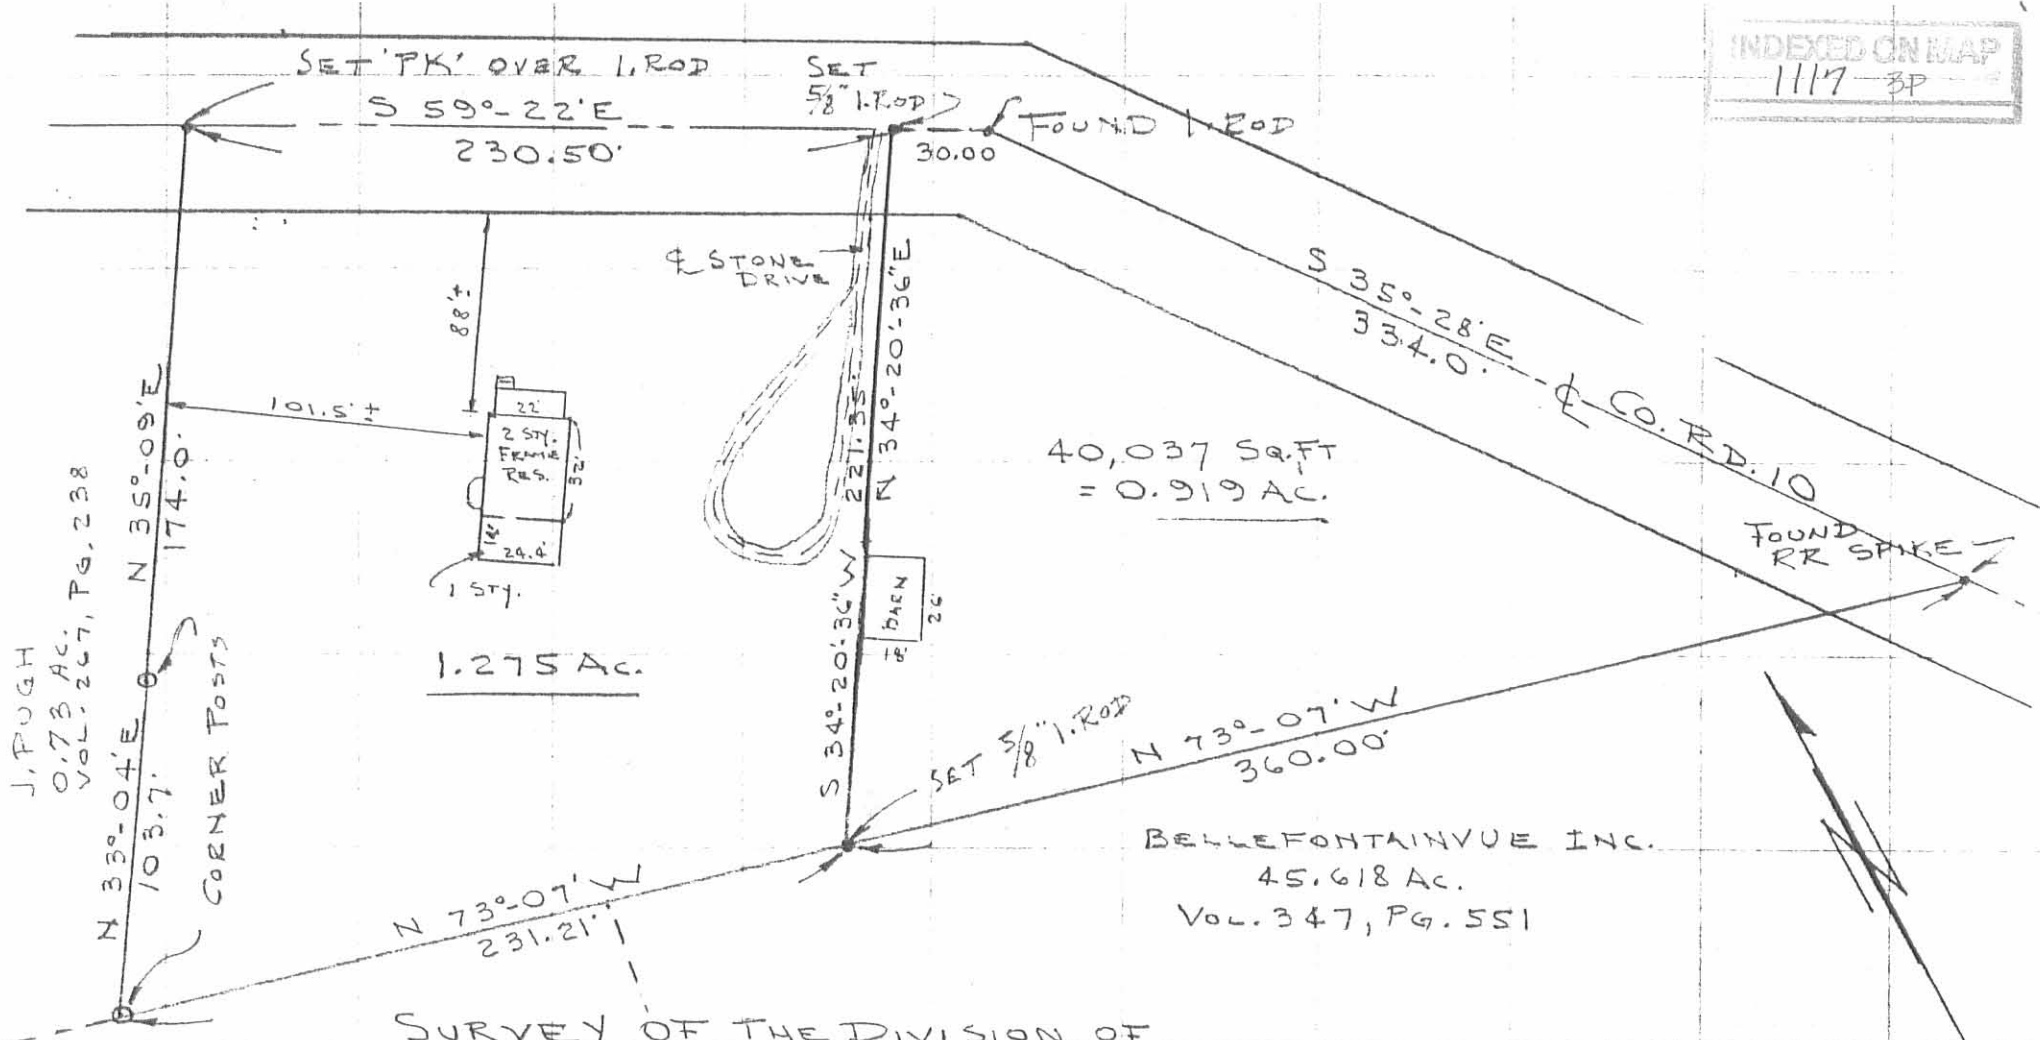 INDEXED ON MAP
1117 3P
SET 'PK' OVER I. ROD
S 59°-22'E
230.50'
SET
5/8" I. ROD
30.00
FOUND I. ROD
℄ STONE
DRIVE
88'±
101.5'±
22'
2 STY.
FRAME
RES.
32'
24.4'
1 STY.
N 35°-09'E
174.0'
221.35'
N 34°-20'-36"E
S 34°-20'-36"W
S 35°-28'E
334.0'
℄ CO. RD. 10
40,037 SQ.FT
= 0.919 AC.
FOUND
RR SPIKE
BARN
26'
18'
1.275 AC.
J. PUGH
0.73 AC.
VOL. 267, PG. 238
N 33°-04'E
103.7'
CORNER POSTS
SET 5/8" I. ROD
N 73°-07'W
360.00'
N 73°-07'W
231.21'
BELLEFONTAINVUE INC.
45.618 AC.
VOL. 347, PG. 551
N
SURVEY OF THE DIVISION OF